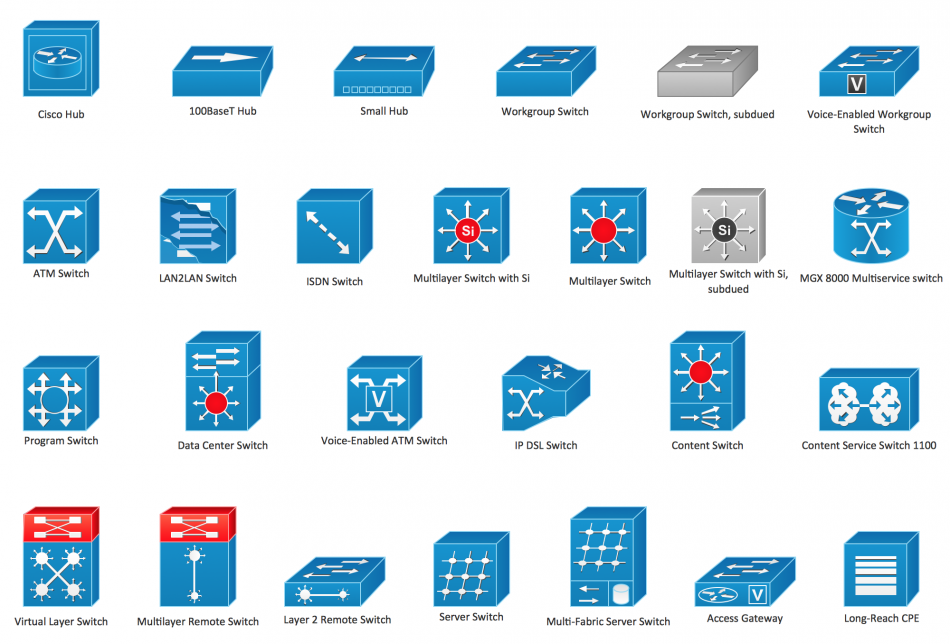 Cisco Hub
100BaseT Hub
Small Hub
Workgroup Switch
Workgroup Switch, subdued
V
Voice-Enabled Workgroup
Switch
ATM Switch
LAN2LAN Switch
ISDN Switch
Si
Multilayer Switch with Si
Multilayer Switch
Si
Multilayer Switch with Si,
subdued
MGX 8000 Multiservice switch
Program Switch
Data Center Switch
V
Voice-Enabled ATM Switch
IP DSL Switch
Content Switch
Content Service Switch 1100
Virtual Layer Switch
Multilayer Remote Switch
Layer 2 Remote Switch
Server Switch
Multi-Fabric Server Switch
V
Access Gateway
Long-Reach CPE